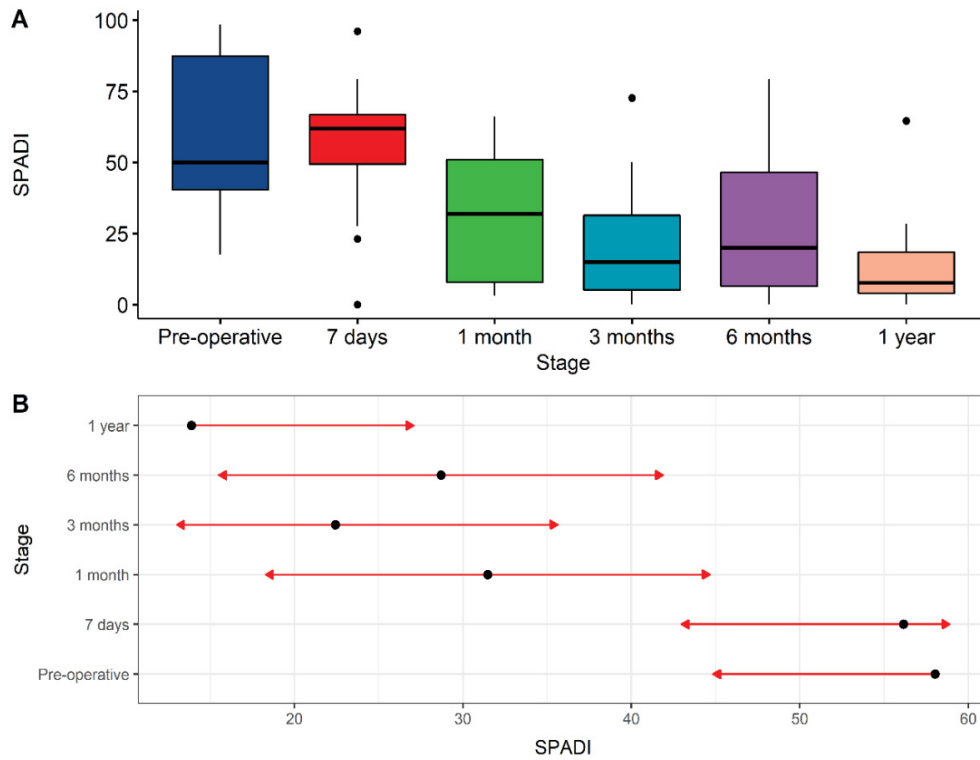 A
100
75
50
25
0
SPADI
Pre-operative 7 days 1 month 3 months 6 months 1 year
Stage
B
1 year
6 months
3 months
1 month
7 days
Pre-operative
Stage
20 30 40 50 60
SPADI